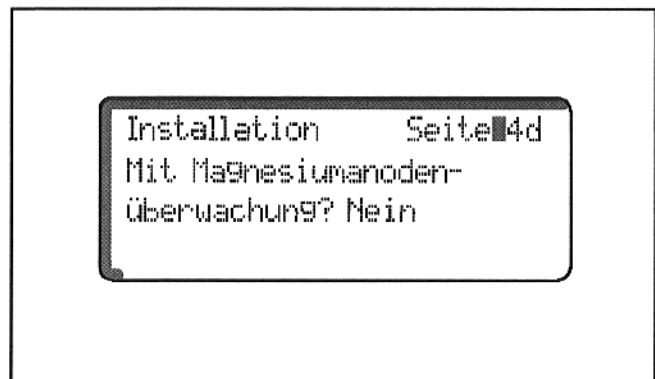 Installation Seite 4d
Mit Magnesiumanoden-
überwachung? Nein